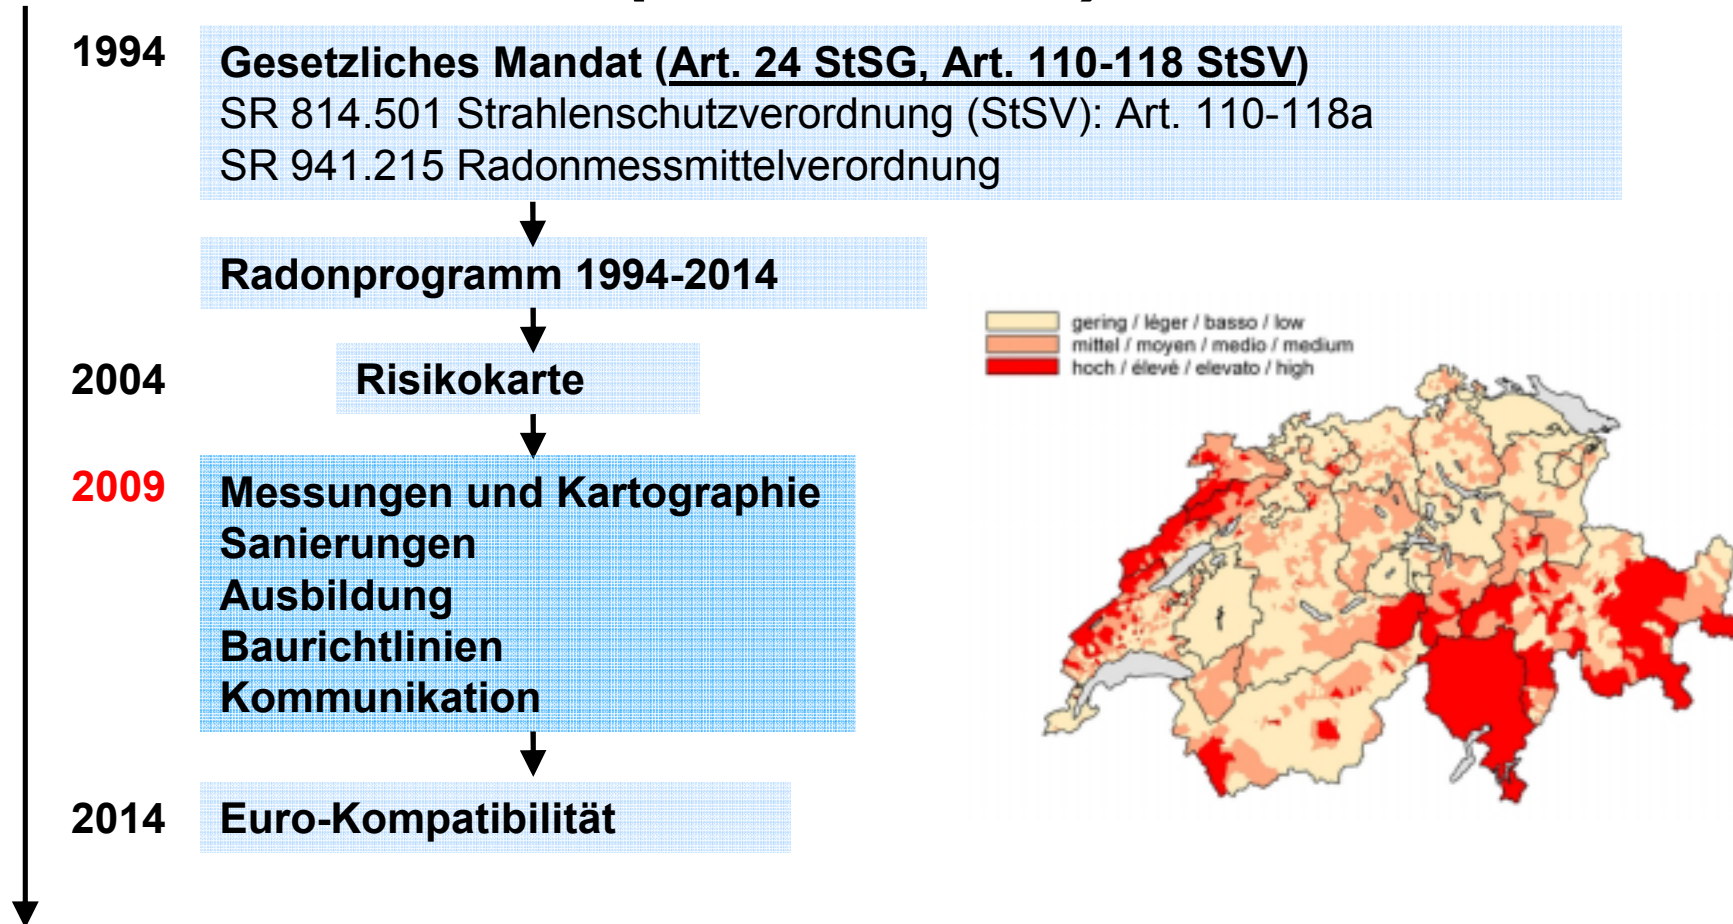 1994
Gesetzliches Mandat (Art. 24 StSG, Art. 110-118 StSV)
SR 814.501 Strahlenschutzverordnung (StSV): Art. 110-118a
SR 941.215 Radonmessmittelverordnung
Radonprogramm 1994-2014
gering / léger / basso / low
mittel / moyen / medio / medium
hoch / élevé / elevato / high
2004
Risikokarte
2009
Messungen und Kartographie
Sanierungen
Ausbildung
Baurichtlinien
Kommunikation
2014
Euro-Kompatibilität